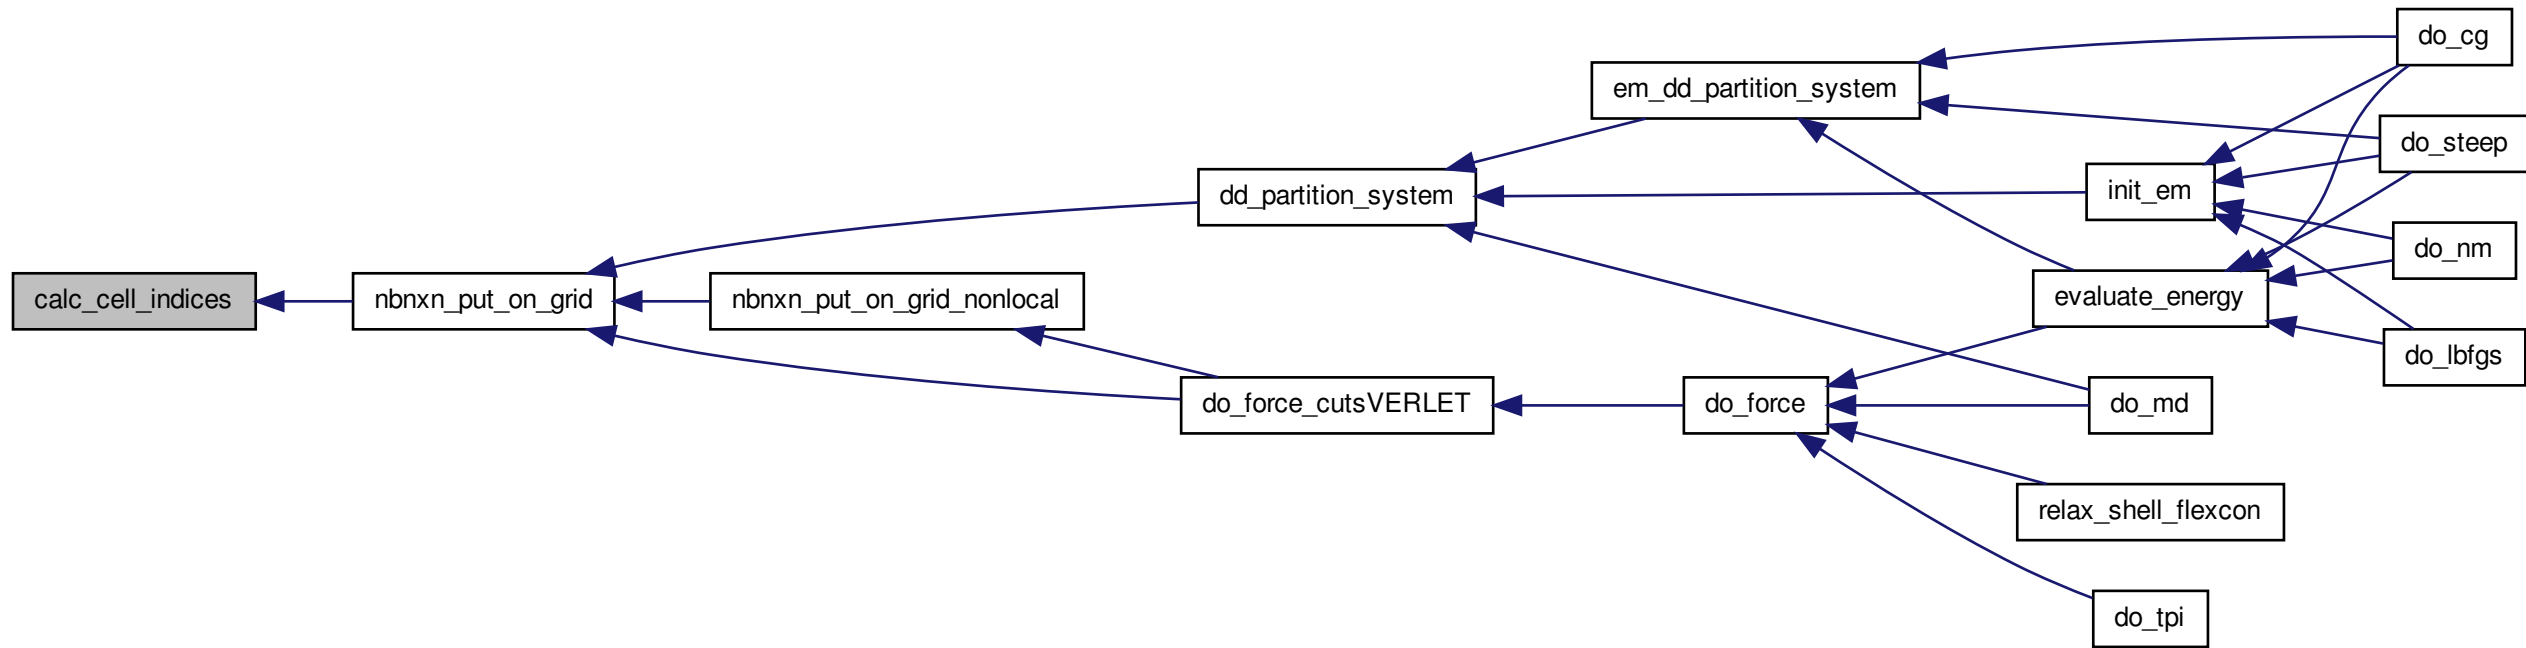 calc_cell_indices
nbnxn_put_on_grid
nbnxn_put_on_grid_nonlocal
dd_partition_system
do_force_cutsVERLET
em_dd_partition_system
do_force
init_em
evaluate_energy
do_md
relax_shell_flexcon
do_tpi
do_cg
do_steep
do_nm
do_lbfgs